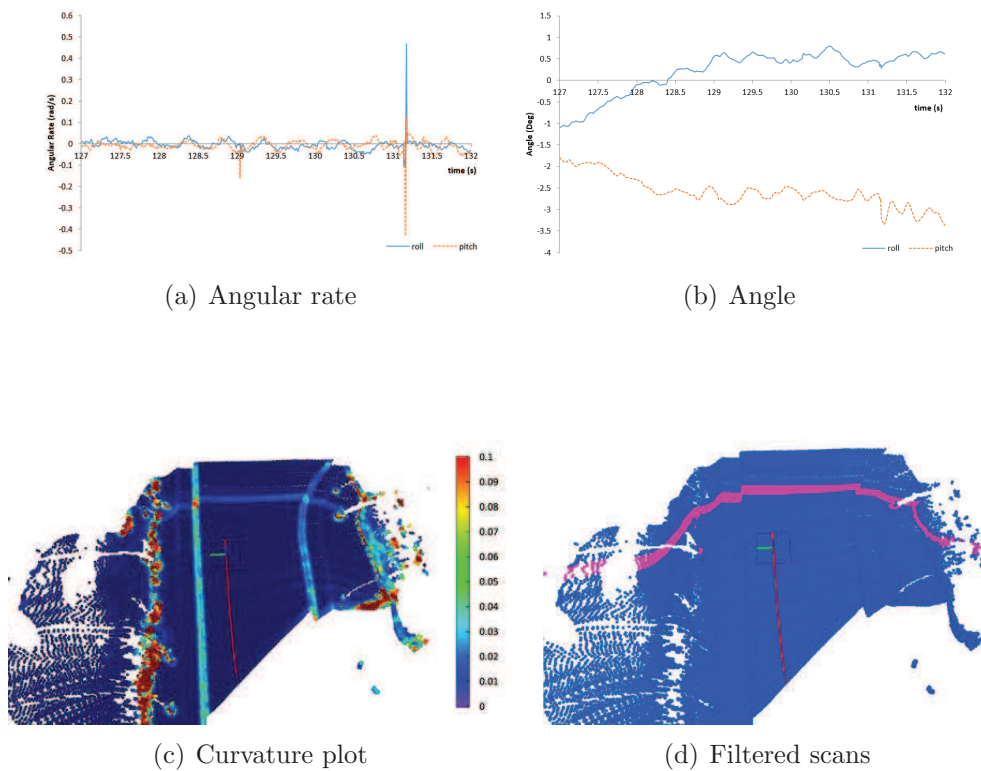 0.6
0.5
0.4
0.3
0.2
0.1
0
-0.1
-0.2
-0.3
-0.4
-0.5
Angular Rate (rad/s)
127 127.5 128 128.5 129 129.5 130 130.5 131 131.5 132
time (s)
roll pitch
(a) Angular rate
1.5
1
0.5
0
-0.5
-1
-1.5
-2
-2.5
-3
-3.5
-4
Angle (Deg)
127 127.5 128 128.5 129 129.5 130 130.5 131 131.5 132
time (s)
roll pitch
(b) Angle
0.1
0.09
0.08
0.07
0.06
0.05
0.04
0.03
0.02
0.01
0
(c) Curvature plot
(d) Filtered scans